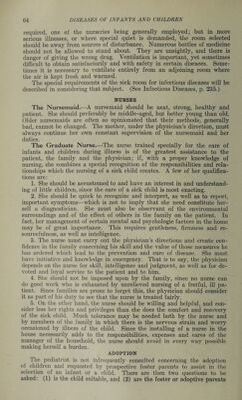 64 DISEASES OF INFANTS AND CHILDREN
required, one of the nurseries being generally employed; but in more
serious illnesses, or where special quiet is demanded, the room selected
should be away from sources of disturbance. Numerous bottles of medicine
should not be allowed to stand about. They are unsightly, and there is
danger of giving the wrong drug. Ventilation is important, yet sometimes
difficult to obtain satisfactorily and with safety in certain diseases. Some-
times it is necessary to ventilate entirely from an adjoining room where
the air is kept fresh and warmed.
The special requirements of the sick room for infectious diseases will be
described in considering that subject. (See Infectious Diseases, p. 235.)
NURSES
The Nursemaid.—A nursemaid should be neat, strong, healthy and
patient. She should preferably be middle-aged, but better young than old.
Older nursemaids are often so opinionated that their methods, generally
bad, cannot be changed. The mother, under the physician's direction, must
always continue her own constant supervision of the nursemaid and her
duties.
The Graduate Nurse.—The nurse trained specially for the care of
infants and children during illness is of the greatest assistance to the
patient, the family and the physician; if, with a proper knowledge of
nursing, she combines a special recognition of the responsibilities and rela-
tionships which the nursing of a sick child creates. A few of her qualifica-
tions are:
1. She should be sweet-tempered and have an interest in and understand-
ing of little children, since the care of a sick child is most exacting.
2. She should be quick to recognize and interpret, as well as to report,
important symptoms; which is not to imply that she need constitute her-
self a diagnostician. She must also be observant of the environmental
surroundings and of the effect of others in the family on the patient. In
fact, her management of certain mental and psychologic factors in the home
may be of great importance. This requires gentleness, firmness and re-
sourcefulness, as well as intelligence.
3. The nurse must carry out the physician's directions and create con-
fidence in the family concerning his skill and the value of those measures he
has ordered which lead to the prevention and cure of disease. She must
have initiative and knowledge in emergency. That is to say, the physician
depends on the nurse for skill, intelligence and judgment, as well as for de-
voted and loyal service to the patient and to him.
4. She should not be imposed upon by the family, since no nurse can
do good work who is exhausted by unrelieved nursing of a fretful, ill pa-
tient. Since families are prone to forget this, the physician should consider
it as part of his duty to see that the nurse is treated fairly.
5. On the other hand, the nurse should be willing and helpful, and con-
sider less her rights and privileges than she does the comfort and recovery
of the sick child. Much tolerance may be needed both by the nurse and
by members of the family in which there is the nervous strain and worry
occasioned by illness of the child. Since the installing of a nurse in the
house necessarily adds to the responsibilities, expenses and cares of the
manager of the household, the nurse should avoid in every way possible
making herself a burden.
ADOPTION
The pediatrist is not infrequently consulted concerning the adoption
of children and requested by prospective foster parents to assist in the
selection of an infant or a child. There are then two questions to be
asked: (1) is the child suitable, and (2) are the foster or adoptive parents